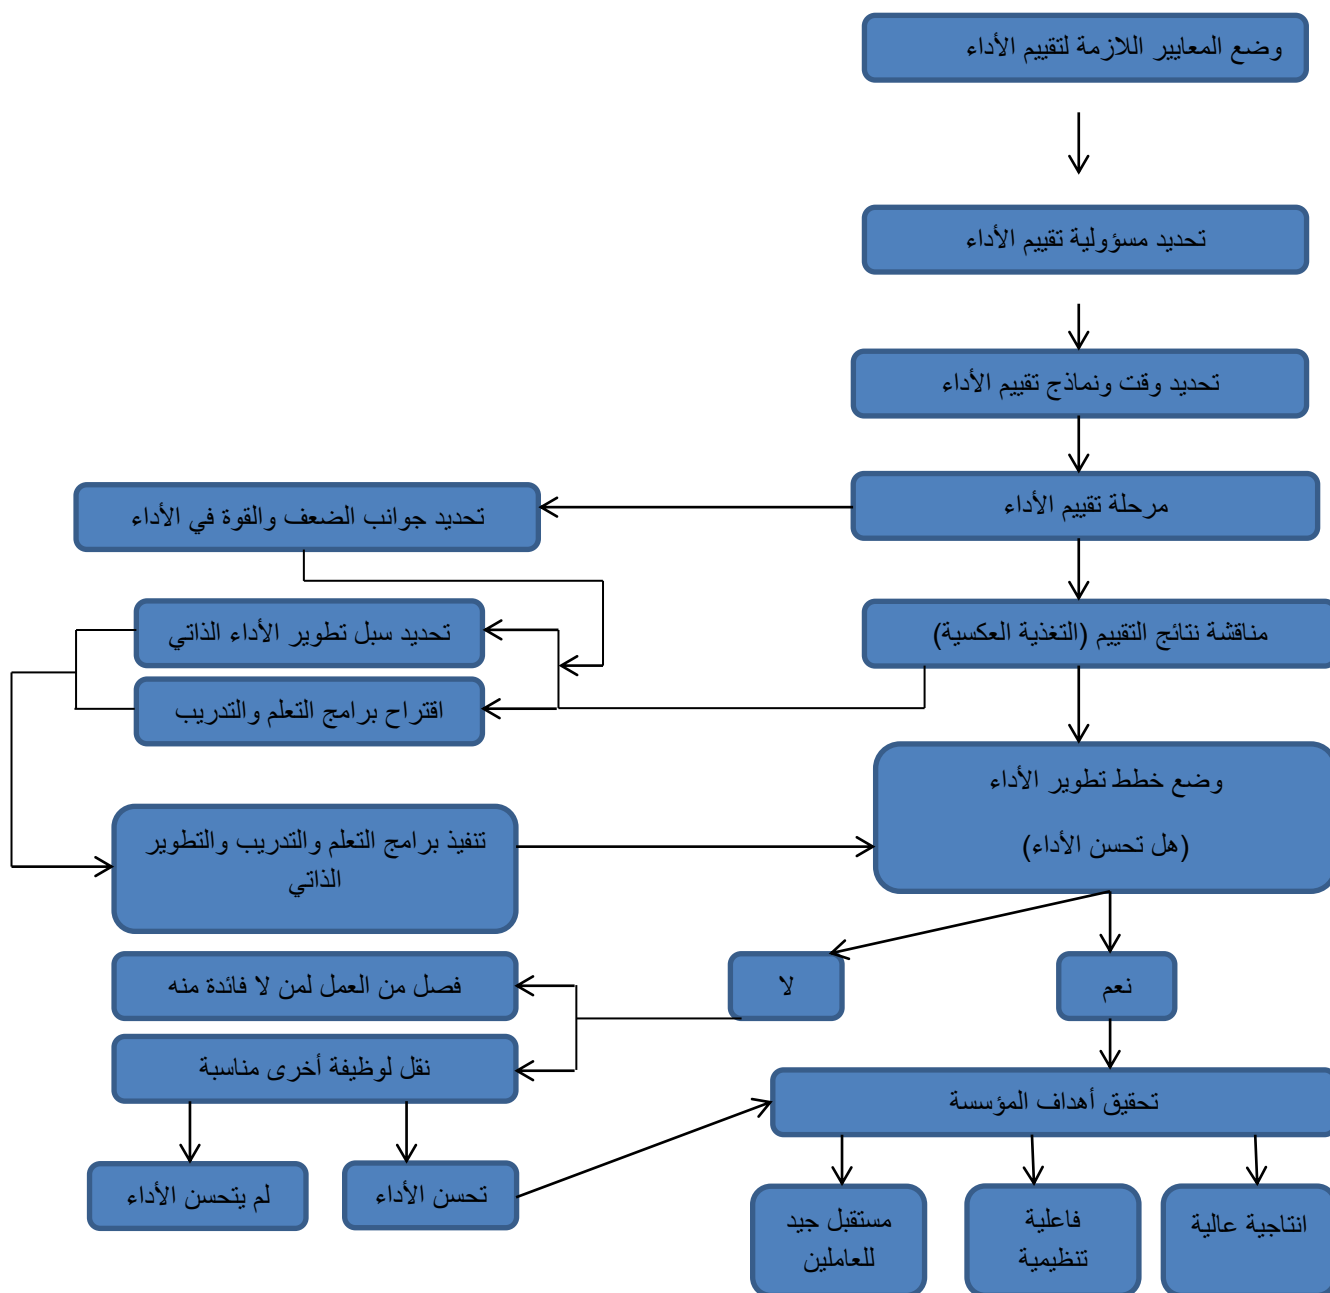 وضع المعايير اللازمة لتقييم الأداء
تحديد مسؤولية تقييم الأداء
تحديد وقت ونماذج تقييم الأداء
مرحلة تقييم الأداء
تحديد جوانب الضعف والقوة في الأداء
مناقشة نتائج التقييم (التغذية العكسية)
تحديد سبل تطوير الأداء الذاتي
اقتراح برامج التعلم والتدريب
وضع خطط تطوير الأداء
(هل تحسن الأداء)
تنفيذ برامج التعلم والتدريب والتطوير
الذاتي
نعم
لا
فصل من العمل لمن لا فائدة منه
نقل لوظيفة أخرى مناسبة
تحقيق أهداف المؤسسة
تحسن الأداء
لم يتحسن الأداء
انتاجية عالية
فاعلية
تنظيمية
مستقبل جيد
للعاملين